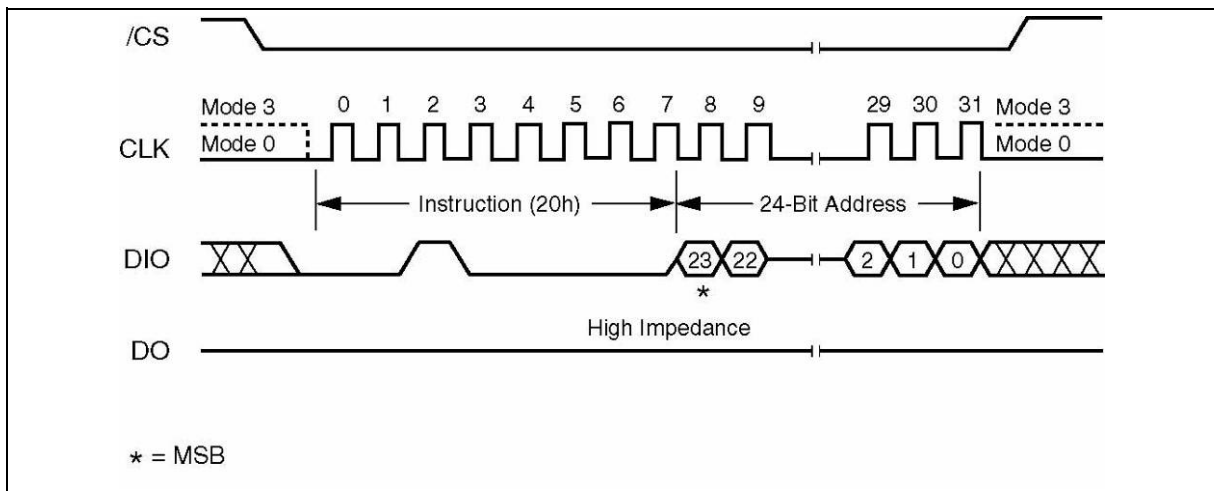 /CS
Mode 3 0 1 2 3 4 5 6 7 8 9 29 30 31 Mode 3
CLK Mode 0 Mode 0
Instruction (20h) 24-Bit Address
DIO 23 22 2 1 0
*
High Impedance
DO
* = MSB